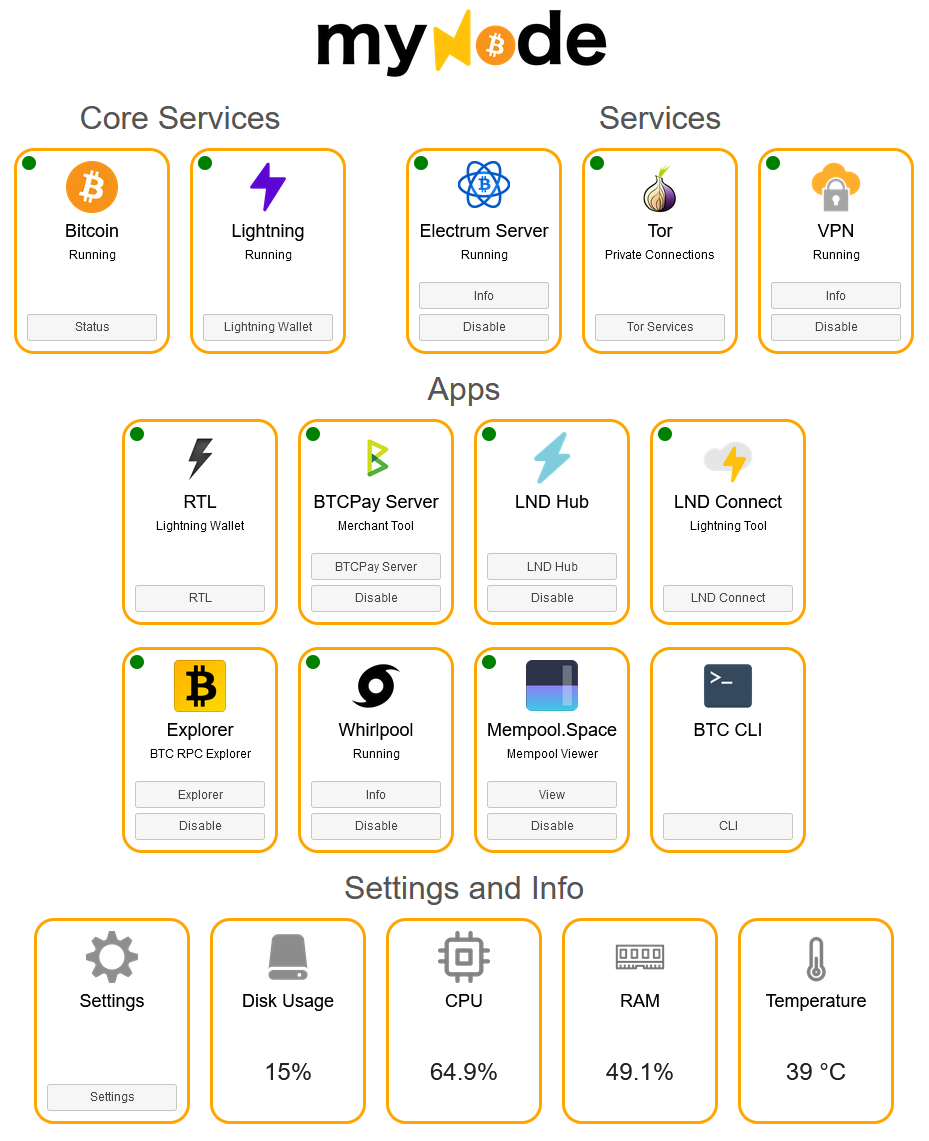 myNode
Core Services
Services
Bitcoin
Running
Status
Lightning
Running
Lightning Wallet
Electrum Server
Running
Info
Disable
Tor
Private Connections
Tor Services
VPN
Running
Info
Disable
Apps
RTL
Lightning Wallet
RTL
BTCPay Server
Merchant Tool
BTCPay Server
Disable
LND Hub
LND Hub
Disable
LND Connect
Lightning Tool
LND Connect
Explorer
BTC RPC Explorer
Explorer
Disable
Whirlpool
Running
Info
Disable
Mempool.Space
Mempool Viewer
View
Disable
>_
BTC CLI
CLI
Settings and Info
Settings
Settings
Disk Usage
15%
CPU
64.9%
RAM
49.1%
Temperature
39 °C